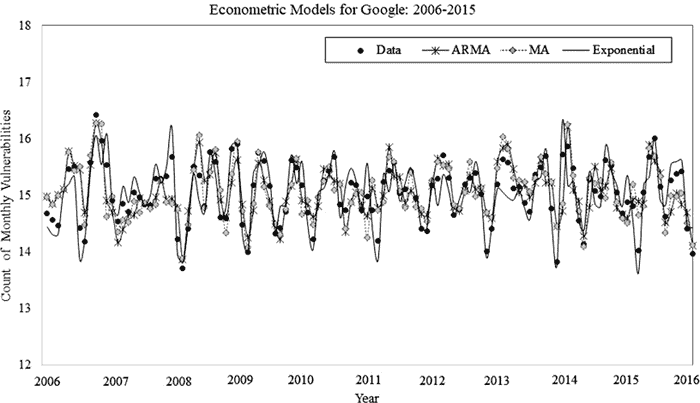 Econometric Models for Google: 2006-2015
Data ARMA MA Exponential
Count of Monthly Vulnerabilities
18
17
16
15
14
13
12
2006 2007 2008 2009 2010 2011 2012 2013 2014 2015 2016
Year